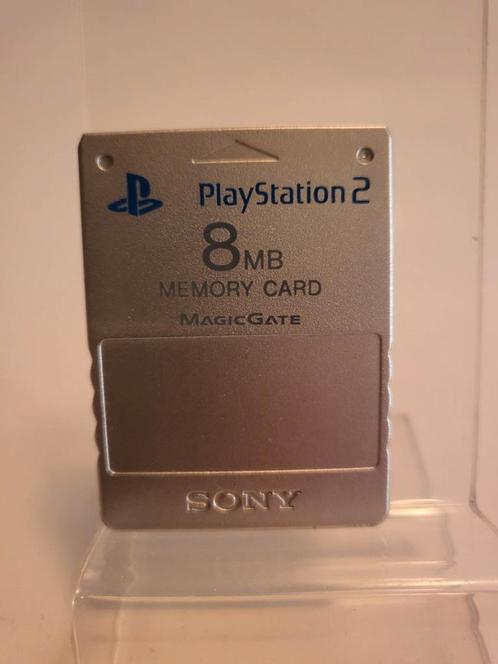 PlayStation 2
8MB
MEMORY CARD
MAGICGATE
SONY